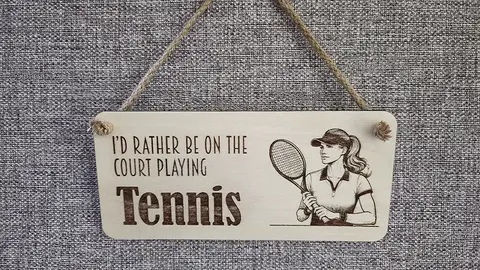 I'D RATHER BE ON THE
COURT PLAYING
Tennis